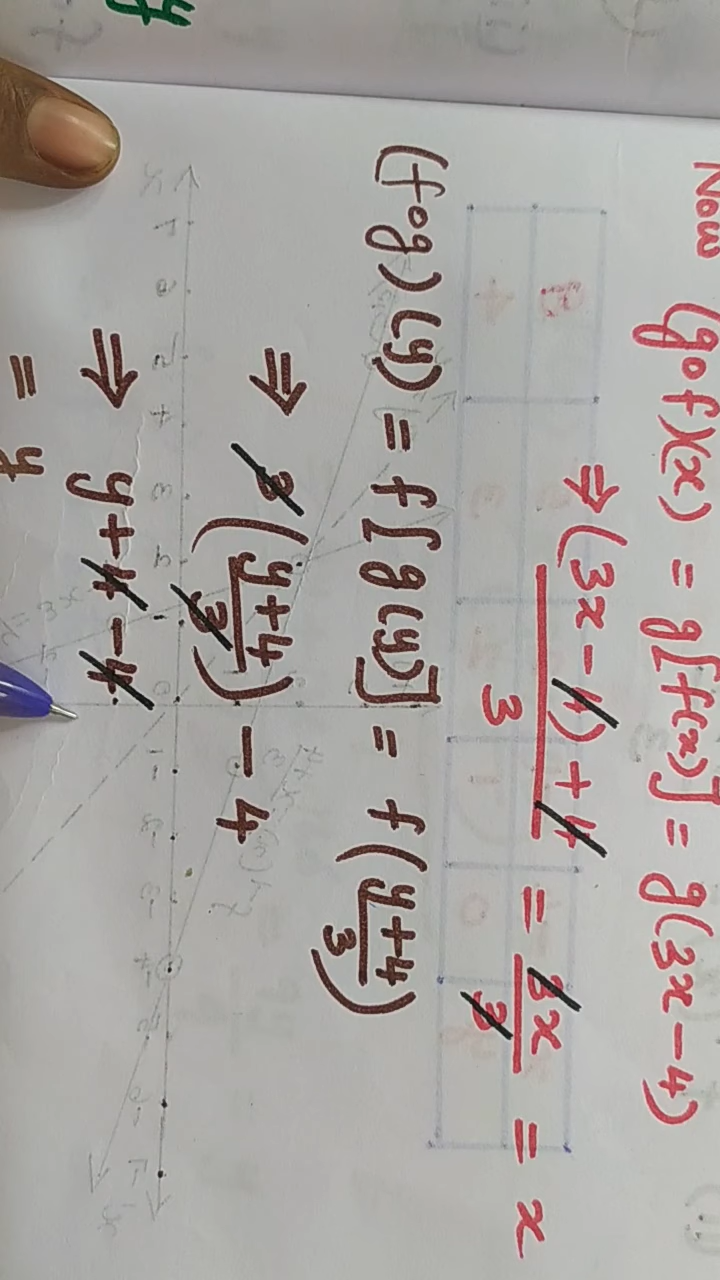 Now (gof)(x) = g[f(x)] = g(3x-4)
⇒ (3x-4)+4 / 3 = 3x/3 = x
(fog)(y) = f[g(y)] = f(y+4/3)
⇒ 3(y+4/3) - 4
⇒ y+4-4
= y